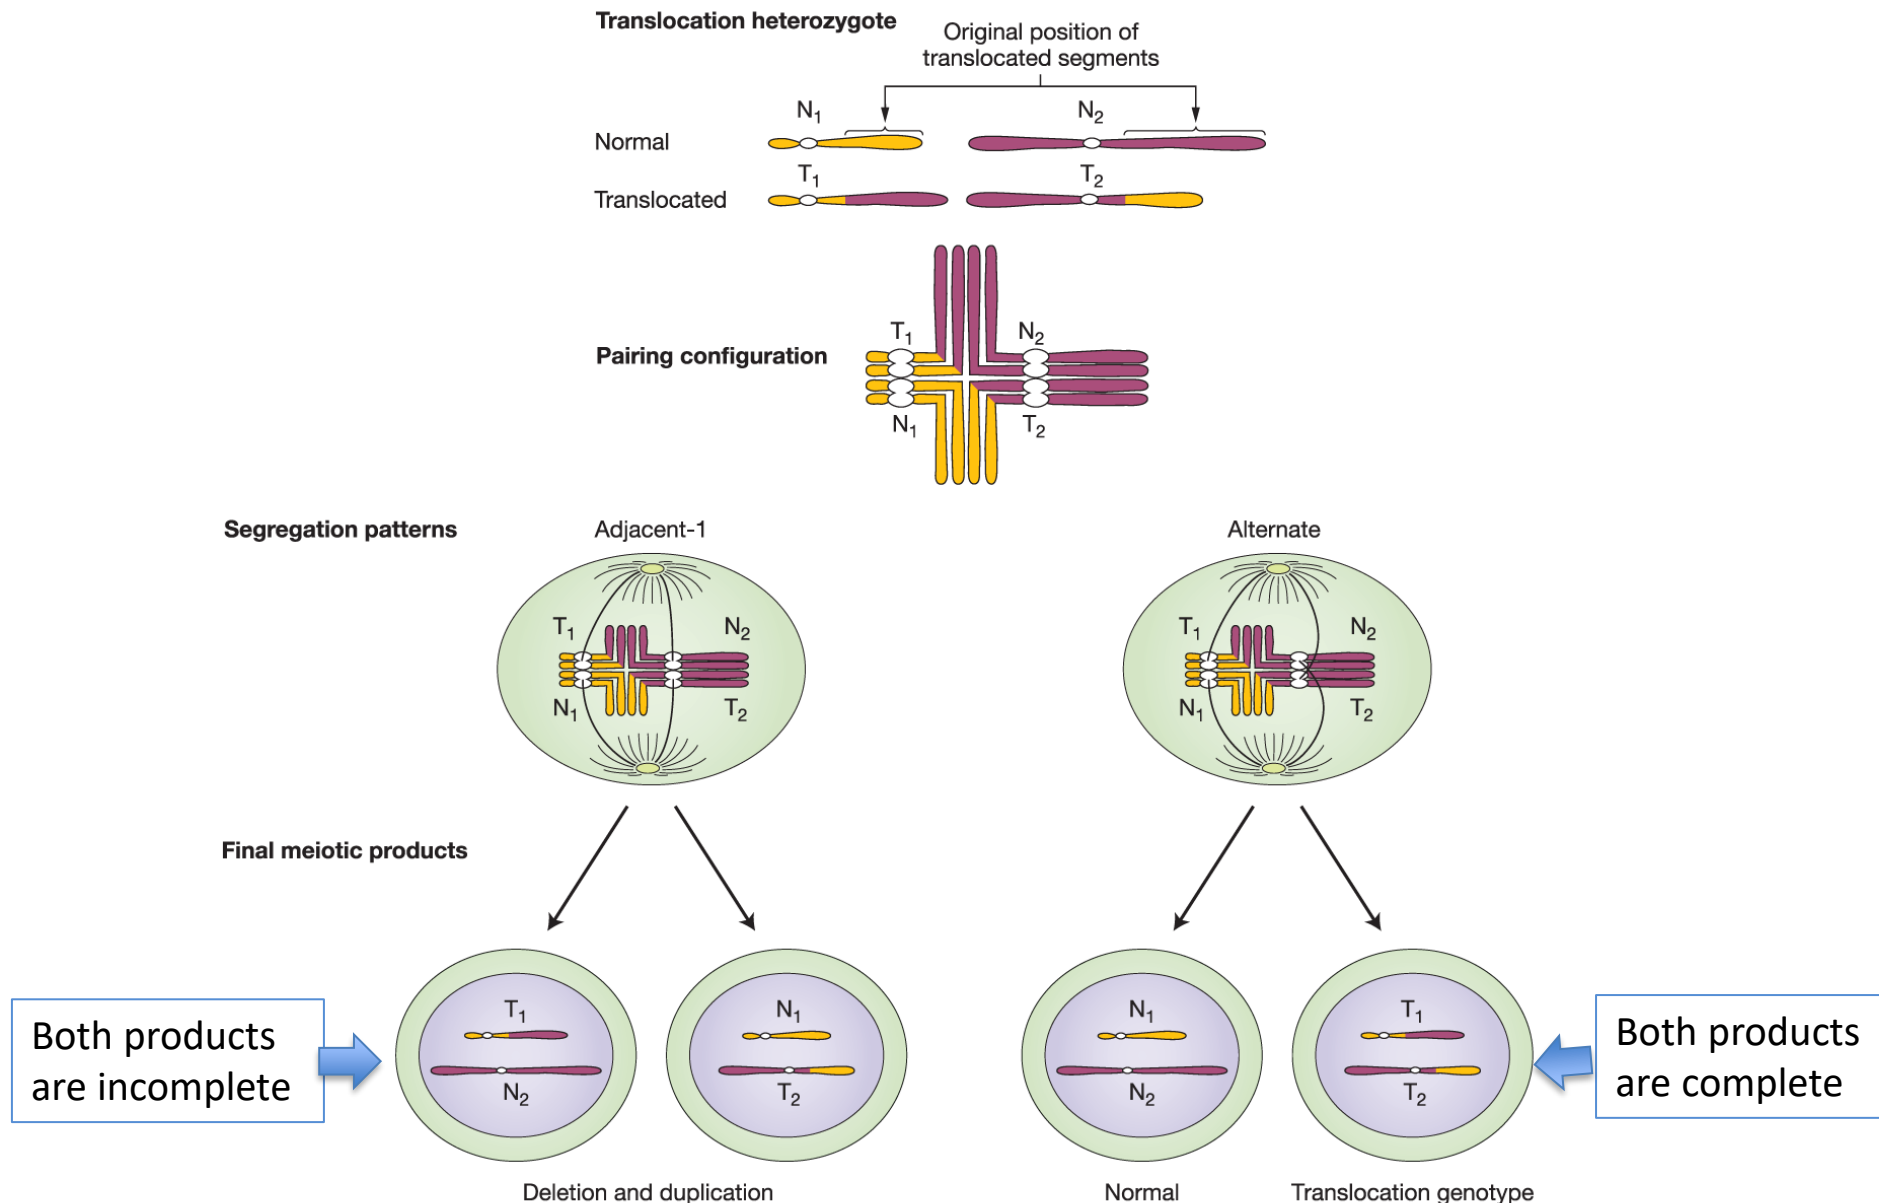 Translocation heterozygote
Original position of
translocated segments
N₁
N₂
Normal
T₁
T₂
Translocated
T₁
N₂
Pairing configuration
N₁
T₂
Segregation patterns
Adjacent-1
Alternate
T₁
N₂
N₁
T₂
T₁
N₂
N₁
T₂
Final meiotic products
Both products
are incomplete
T₁
N₂
N₁
T₂
N₁
N₂
T₁
T₂
Both products
are complete
Deletion and duplication
Normal
Translocation genotype